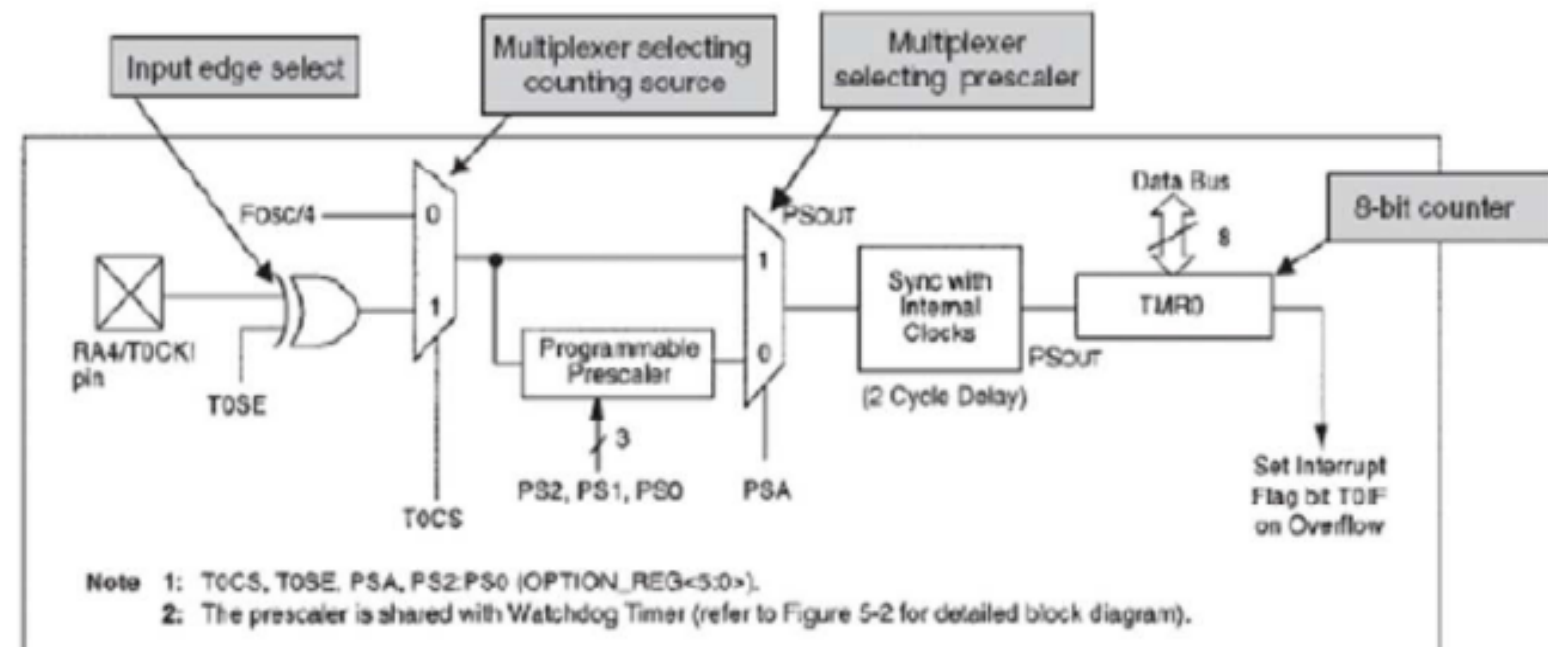 Input edge select
Multiplexer selecting
counting source
Multiplexer
selecting prescaler
Data Bus
8-bit counter
FOSC/4
0
PSOUT
8
1
Sync with
Internal
Clocks
TMR0
1
RA4/T0CKI
pin
Programmable
Prescaler
0
PSOUT
T0SE
(2 Cycle Delay)
3
PS2, PS1, PS0
PSA
Set Interrupt
Flag bit T0IF
on Overflow
T0CS
Note 1: T0CS, T0SE, PSA, PS2:PS0 (OPTION_REG<5:0>).
2: The prescaler is shared with Watchdog Timer (refer to Figure 5-2 for detailed block diagram).